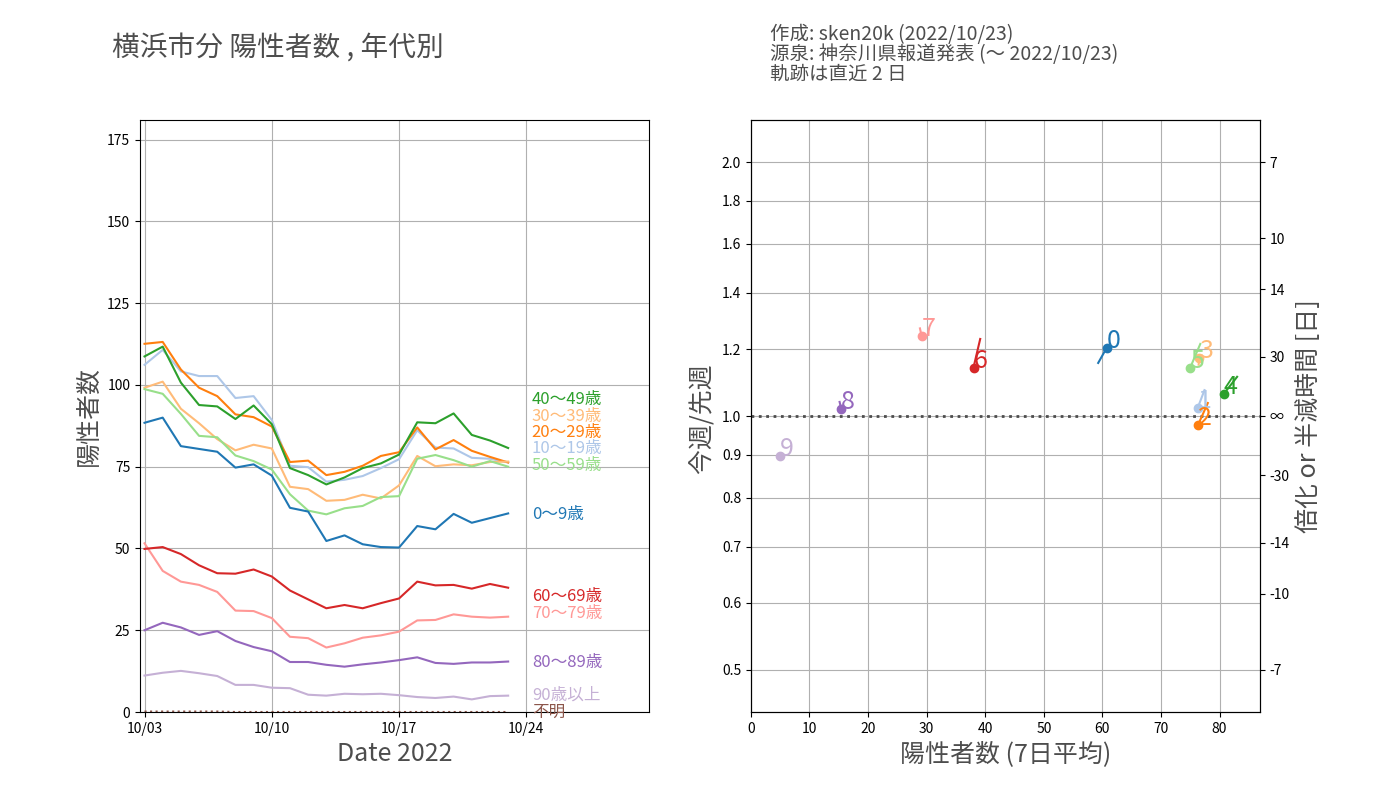 横浜市分 陽性者数 , 年代別
作成: sken20k (2022/10/23)
源泉: 神奈川県報道発表 (〜 2022/10/23)
軌跡は直近 2 日
陽性者数
175
150
125
100
75
50
25
0
10/03
10/10
10/17
10/24
Date 2022
40〜49歳
30〜39歳
20〜29歳
10〜19歳
50〜59歳
0〜9歳
60〜69歳
70〜79歳
80〜89歳
90歳以上
不明
今週/先週
2.0
1.8
1.6
1.4
1.2
1.0
0.9
0.8
0.7
0.6
0.5
0
10
20
30
40
50
60
70
80
陽性者数 (7日平均)
7
10
14
30
∞
-30
-14
-10
-7
倍化 or 半減時間 [日]
9
8
7
6
0
5
3
1
2
4